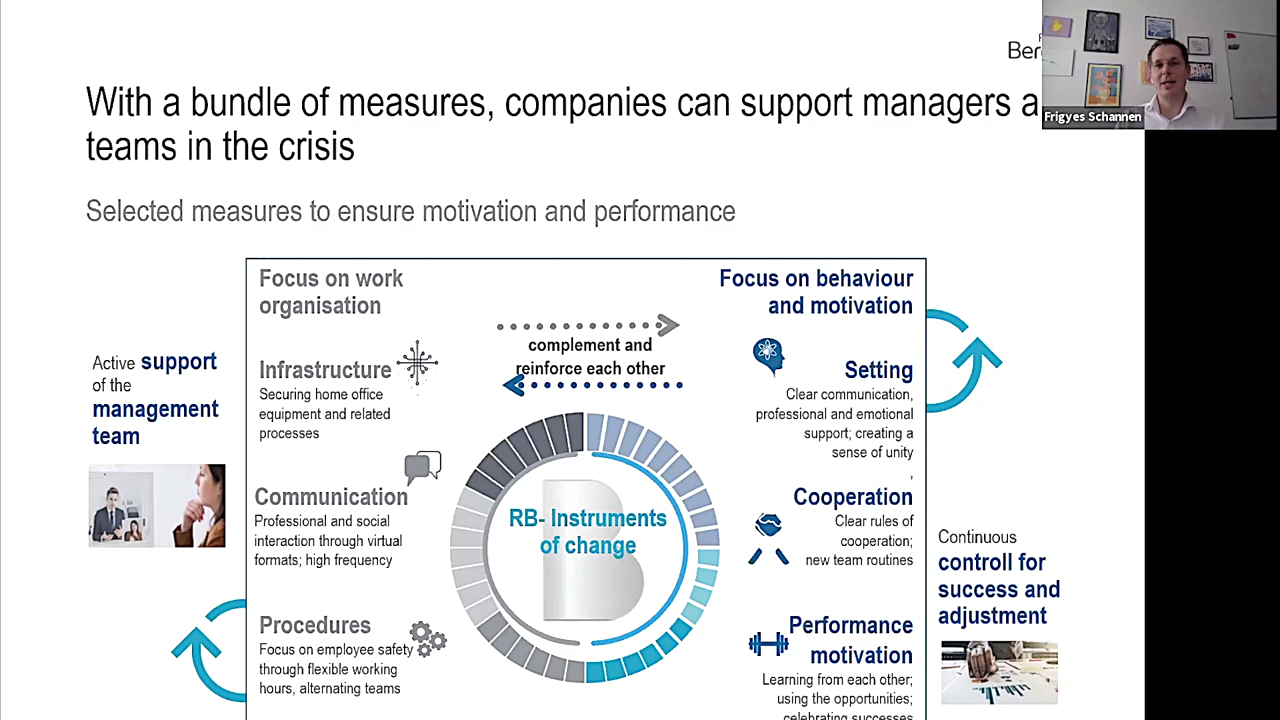 Ber
Frigyes Schannen
With a bundle of measures, companies can support managers a
teams in the crisis
Selected measures to ensure motivation and performance
Focus on work
organisation
Focus on behaviour
and motivation
complement and
reinforce each other
Active support
of the
management
team
Infrastructure
Securing home office
equipment and related
processes
Setting
Clear communication,
professional and emotional
support; creating a
sense of unity
,
Communication
Professional and social
interaction through virtual
formats; high frequency
RB- Instruments
of change
Cooperation
Clear rules of
cooperation;
new team routines
Continuous
controll for
success and
adjustment
Procedures
Focus on employee safety
through flexible working
hours, alternating teams
Performance
motivation
Learning from each other;
using the opportunities;
celebrating successes